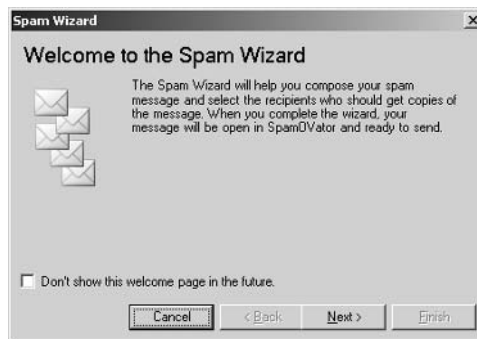 Spam Wizard
Welcome to the Spam Wizard
The Spam Wizard will help you compose your spam
message and select the recipients who should get copies of
the message. When you complete the wizard, your
message will be open in SpamOVator and ready to send.
Don't show this welcome page in the future.
Cancel < Back Next > Finish